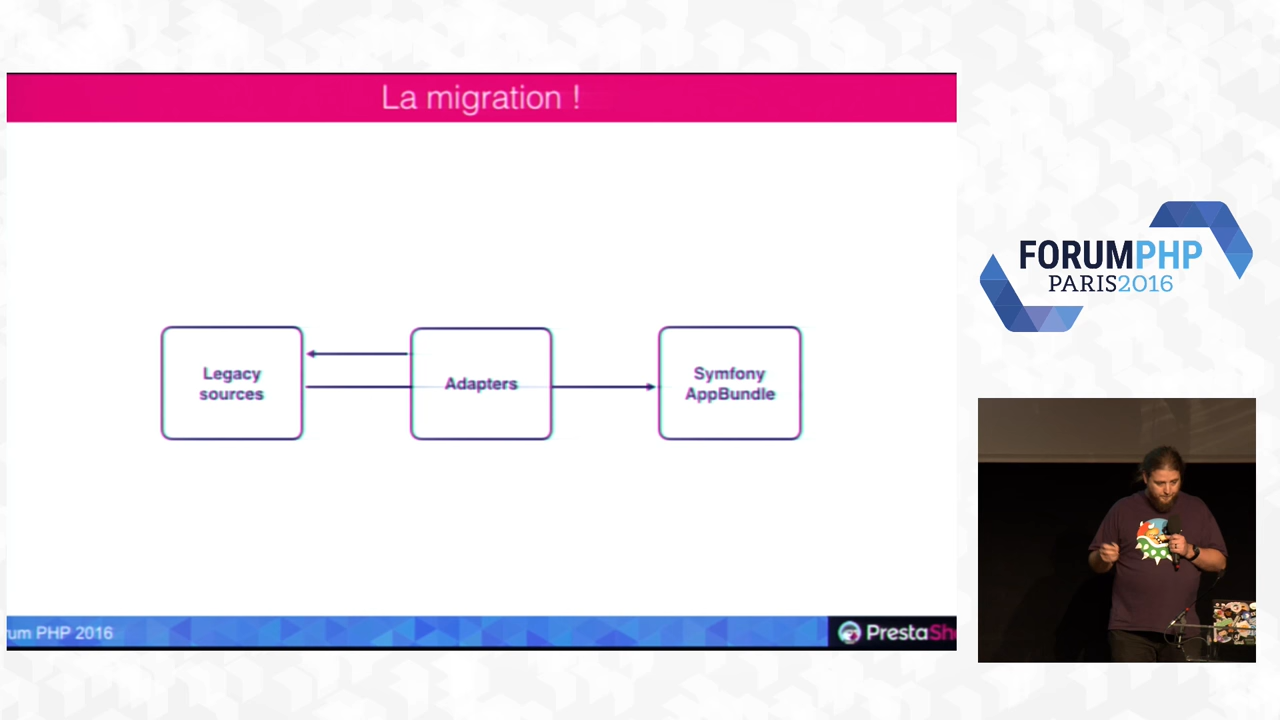 La migration !
Legacy
sources
Adapters
Symfony
AppBundle
um PHP 2016
PrestaSh
FORUMPHP
PARIS2016